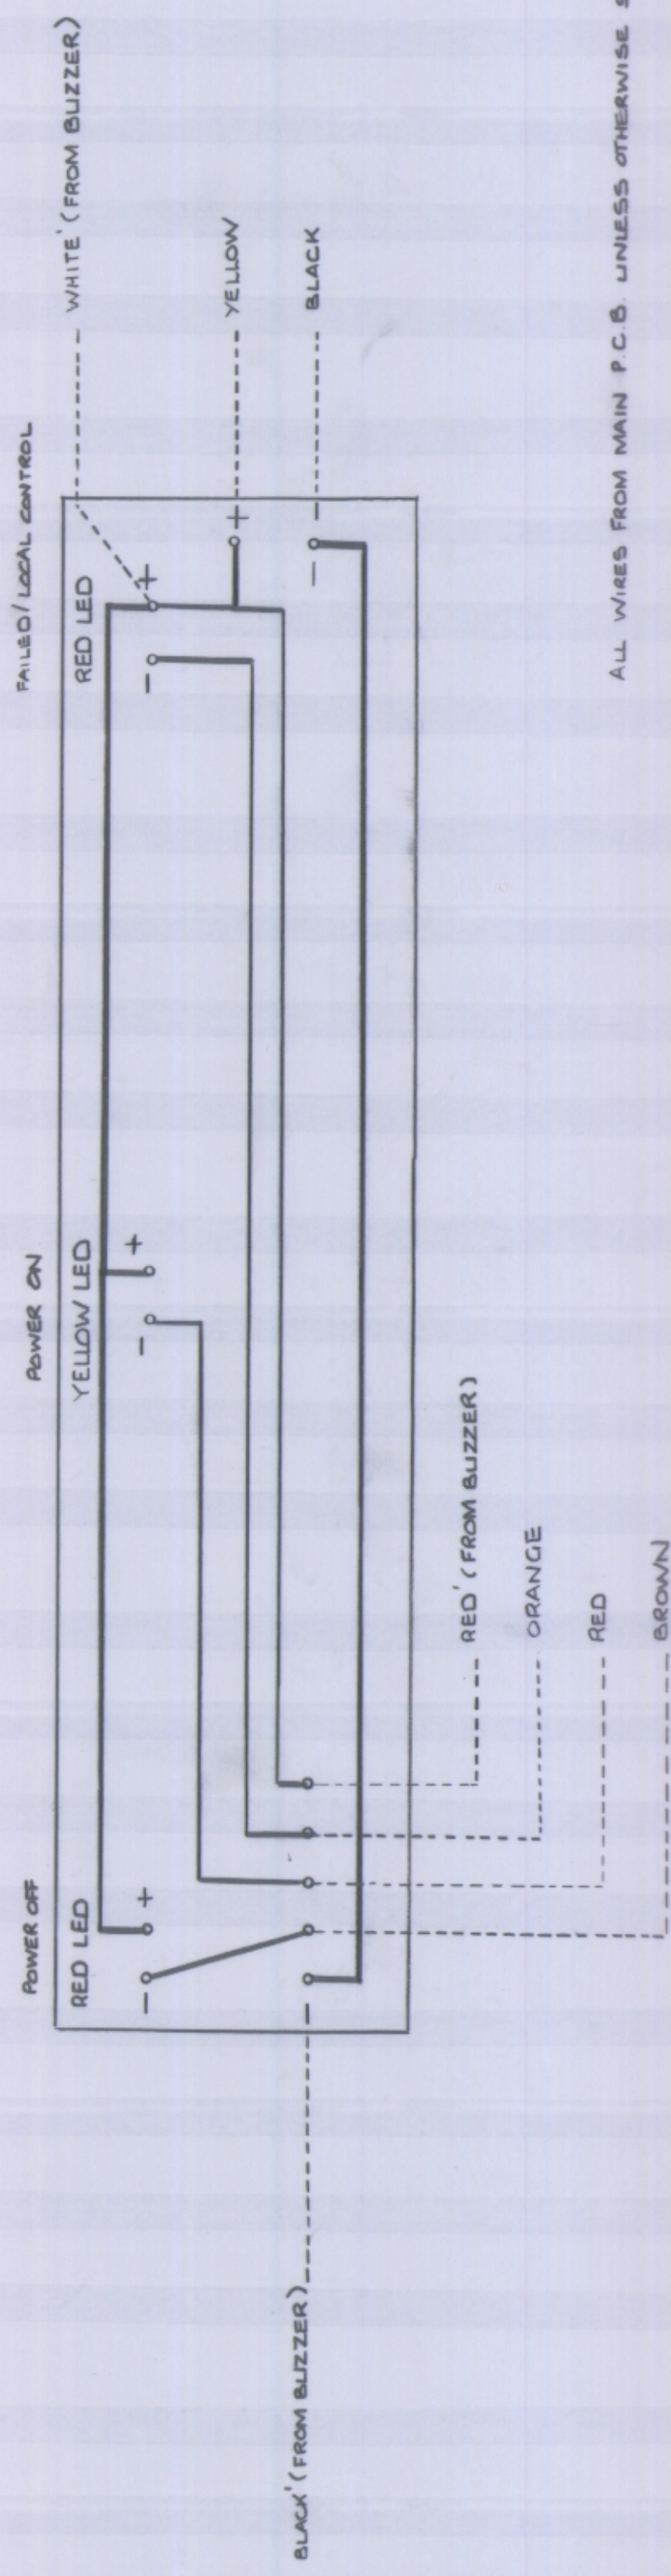 POWER OFF
POWER ON
FAILED/LOCAL CONTROL
RED LED
YELLOW LED
RED LED
WHITE' (FROM BUZZER)
- +
- +
- +
+ YELLOW
- - BLACK
BLACK' (FROM BUZZER) -
RED' (FROM BUZZER)
ORANGE
RED
BROWN
ALL WIRES FROM MAIN P.C.B. UNLESS OTHERWISE